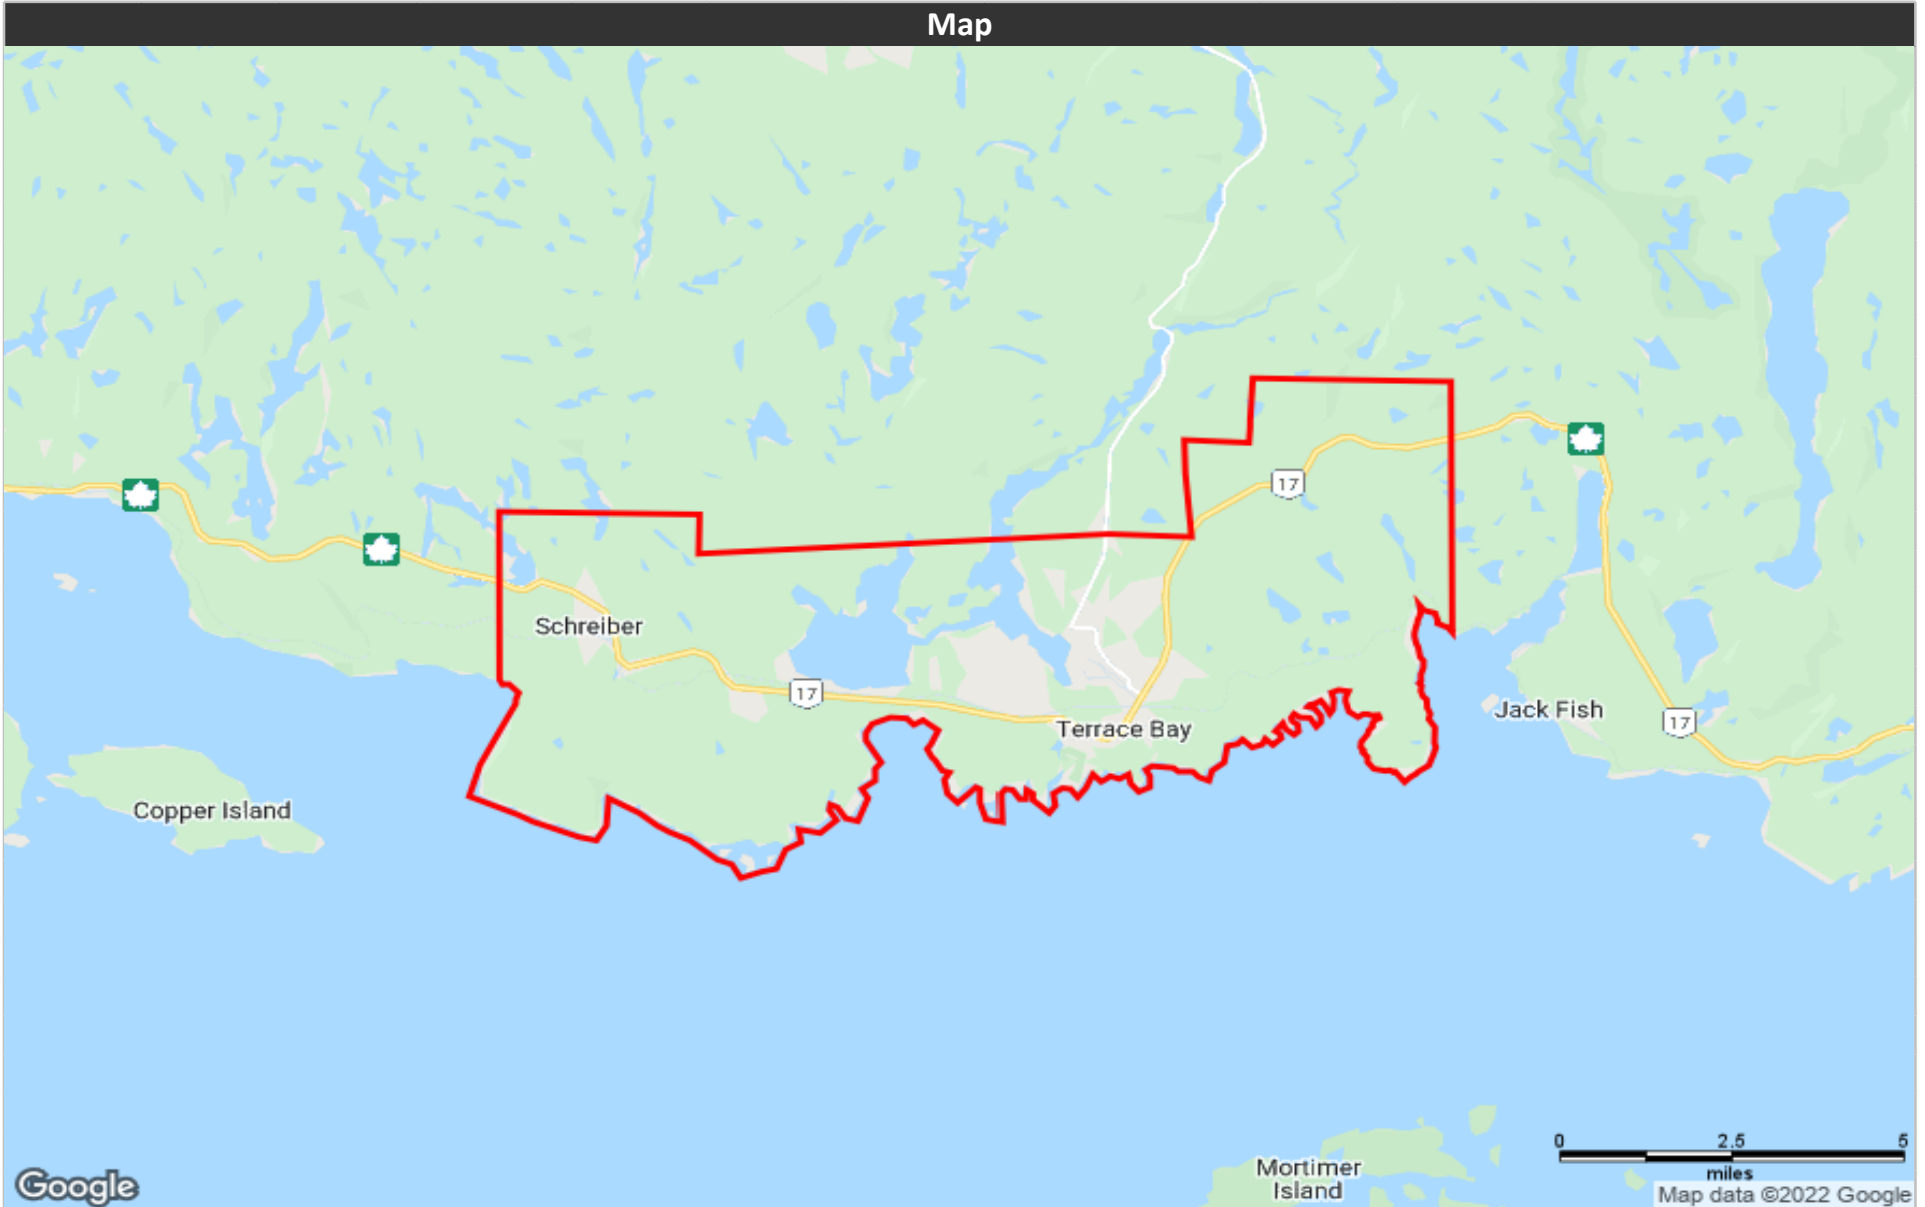 Map
17
Schreiber
17
Jack Fish
17
Terrace Bay
Copper Island
0 2.5 5
miles
Mortimer
Island
Google
Map data ©2022 Google